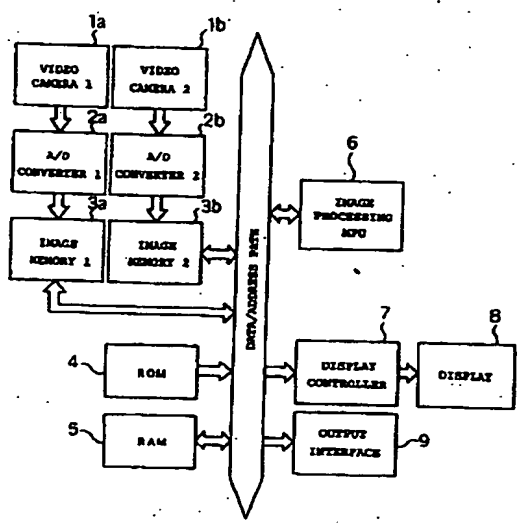 1a
1b
VIDEO
CAMERA 1
VIDEO
CAMERA 2
2a
2b
A/D
CONVERTER 1
A/D
CONVERTER 2
3a
3b
IMAGE
MEMORY 1
IMAGE
MEMORY 2
DATA/ADDRESS PATH
6
IMAGE
PROCESSING
MPU
4
ROM
7
DISPLAY
CONTROLLER
8
DISPLAY
5
RAM
OUTPUT
INTERFACE
9